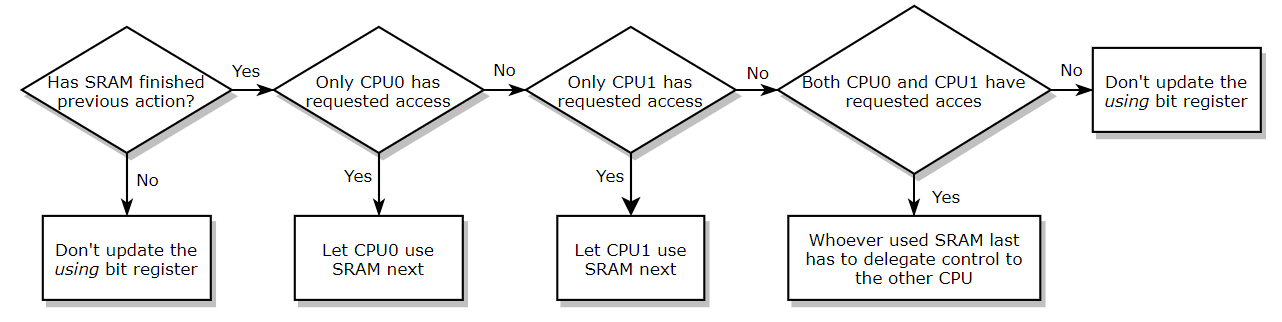 Has SRAM finished
previous action?
Yes
Only CPU0 has
requested access
No
Only CPU1 has
requested access
No
Both CPU0 and CPU1 have
requested acces
No
Don't update the
using bit register
No
Yes
Yes
Yes
Don't update the
using bit register
Let CPU0 use
SRAM next
Let CPU1 use
SRAM next
Whoever used SRAM last
has to delegate control to
the other CPU